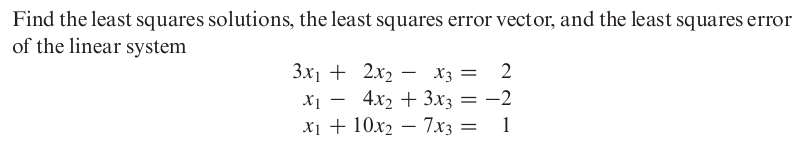 Find the least squares solutions, the least squares error vector, and the least squares error
of the linear system
3x₁ + 2x₂ − x₃ = 2
x₁ − 4x₂ + 3x₃ = −2
x₁ + 10x₂ − 7x₃ = 1